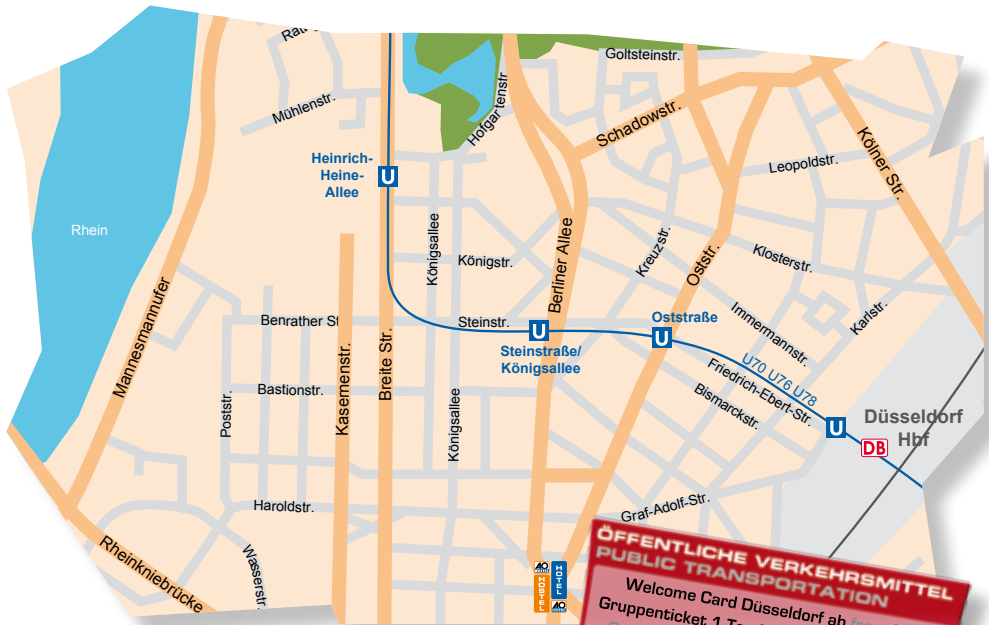 Goltsteinstr.
Mühlenstr.
Hofgartenstr
Schadowstr.
Kölner Str.
Leopoldstr.
Heinrich-
Heine-
Allee
U
Rhein
Königsallee
Königstr.
Berliner Allee
Kreuzstr.
Oststr.
Klosterstr.
Mannesmannufer
Benrather St
Steinstr.
U
Steinstraße/
Königsallee
Oststraße
U
Immermannstr.
Karlstr.
Kasernenstr.
Breite Str.
Bastionstr.
Poststr.
Königsallee
U70 U76 U78
Friedrich-Ebert-Str.
Bismarckstr.
U
Düsseldorf
Hbf
DB
Haroldstr.
Graf-Adolf-Str.
Rheinkniebrücke
Wasserstr.
AO
HOSTEL
HOTEL
AO
ÖFFENTLICHE VERKEHRSMITTEL
PUBLIC TRANSPORTATION
Welcome Card Düsseldorf ab
Gruppenticket 1